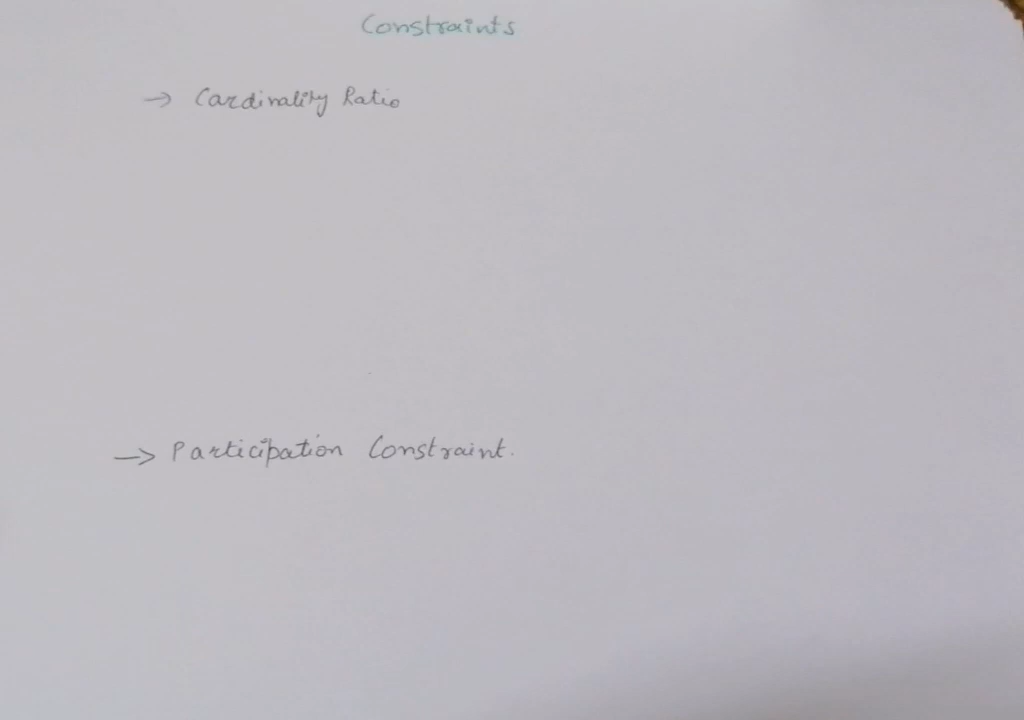 Constraints
→ Cardinality Ratio
→ Participation Constraint.